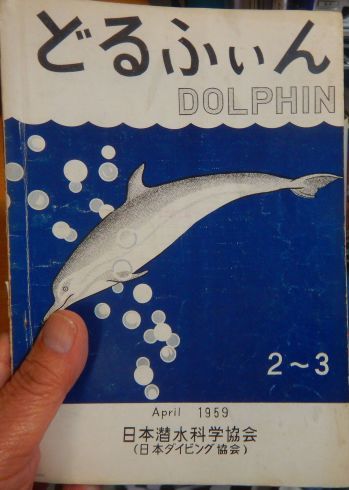 どるふぃん
DOLPHIN
2〜3
April 1959
日本潜水科学協会
(日本ダイビング協会)